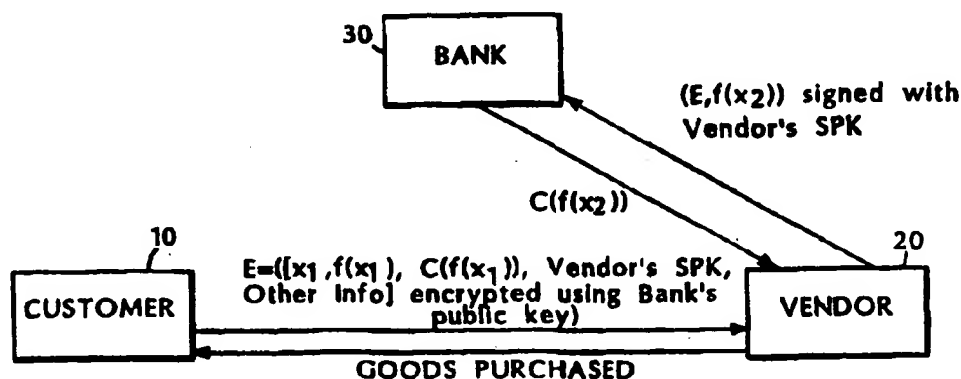 30
BANK
(E,f(x2)) signed with
Vendor's SPK
C(f(x2))
10
20
E=([x1,f(x1), C(f(x1)), Vendor's SPK,
Other Info] encrypted using Bank's
public key)
CUSTOMER
VENDOR
GOODS PURCHASED